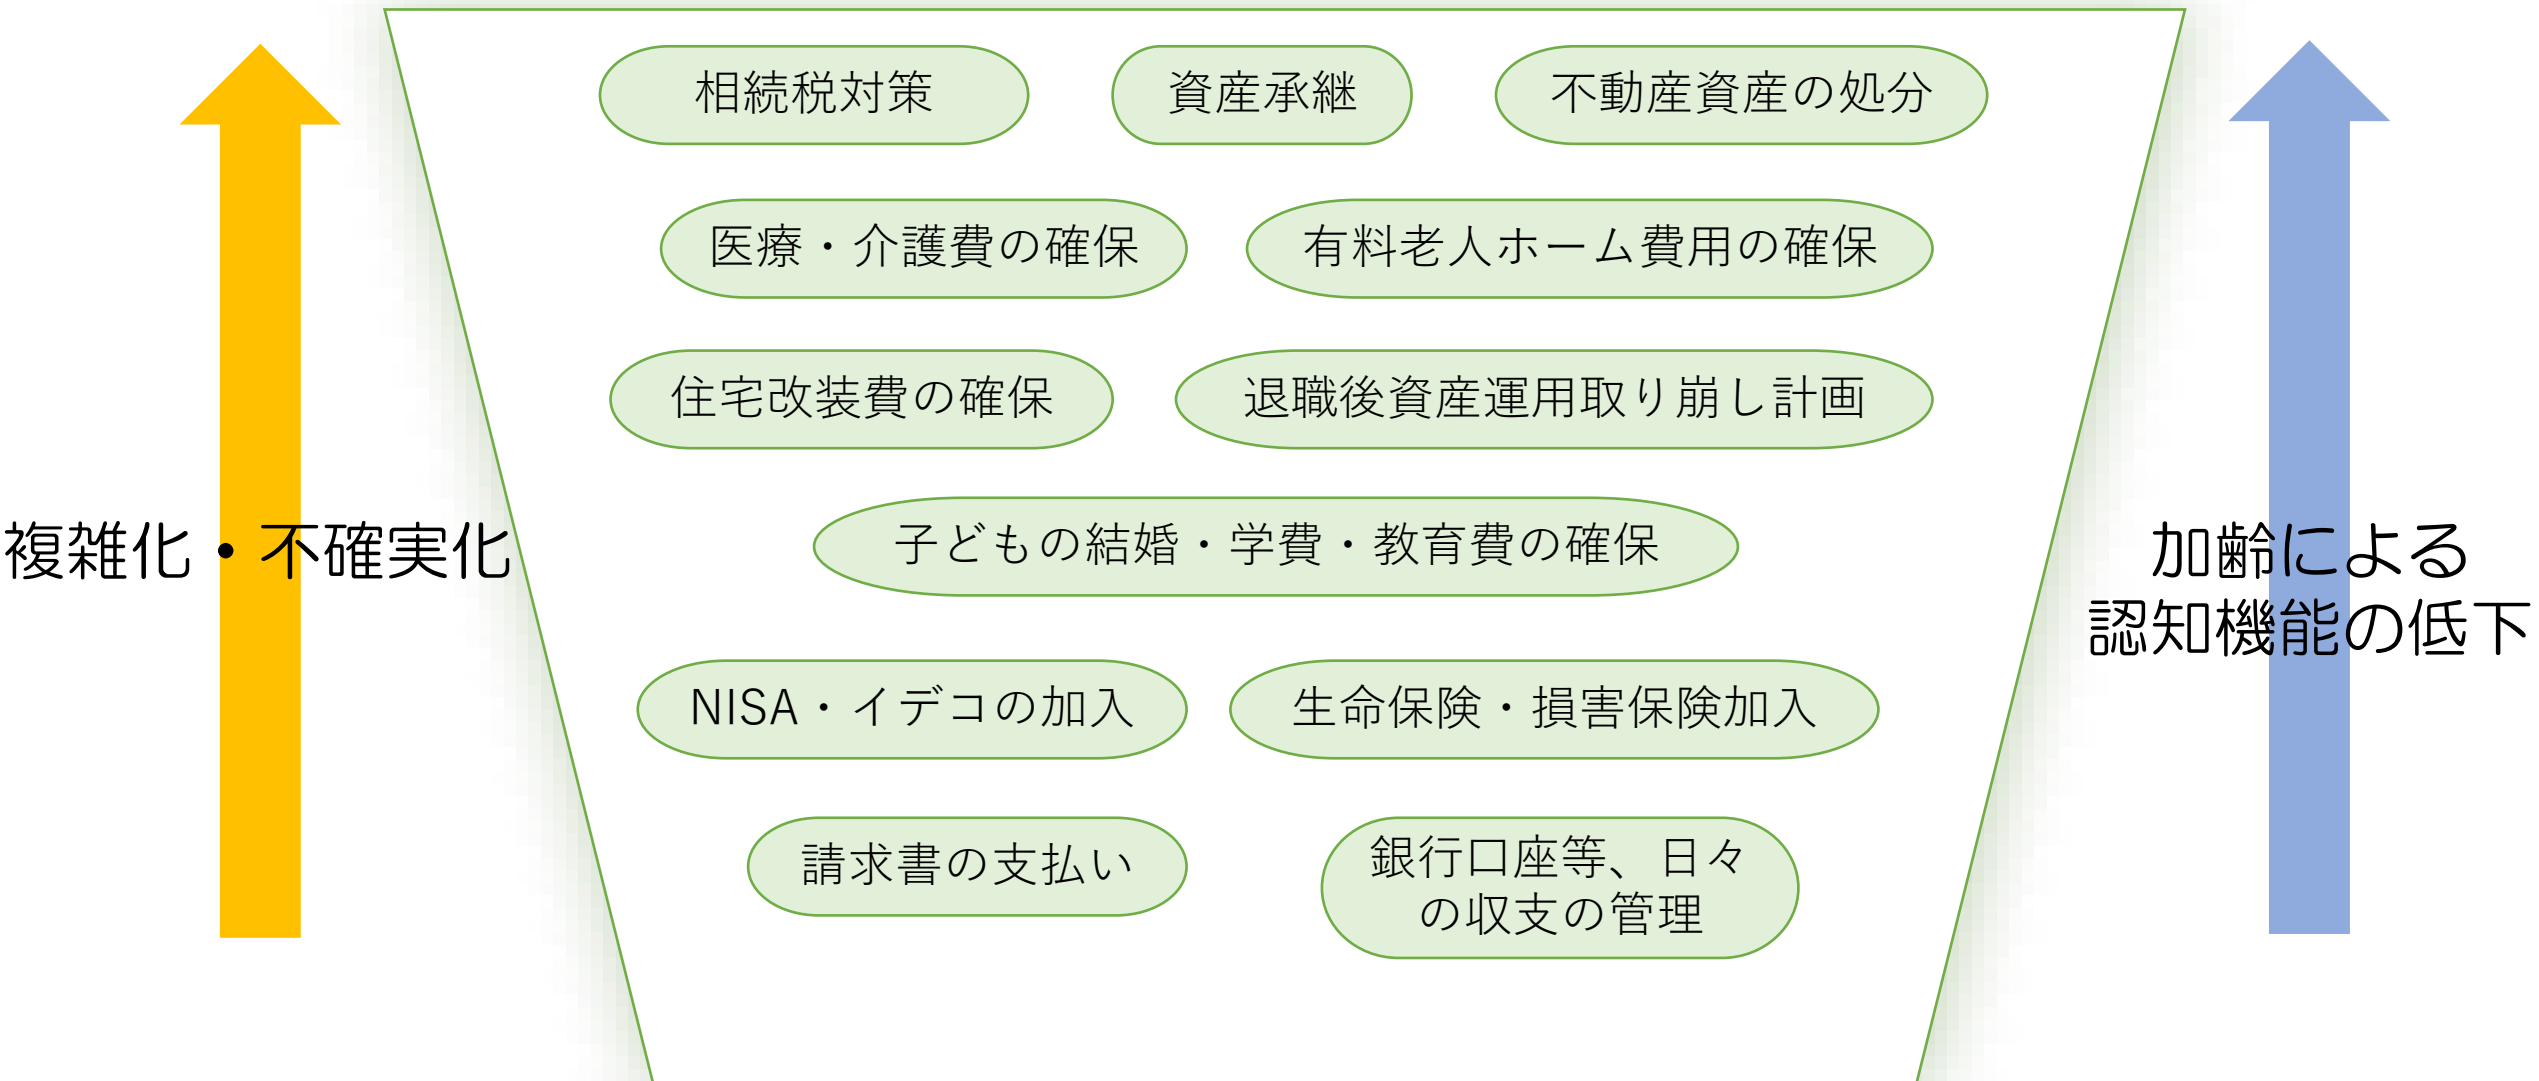 相続税対策
資産承継
不動産資産の処分
医療・介護費の確保
有料老人ホーム費用の確保
住宅改装費の確保
退職後資産運用取り崩し計画
複雑化・不確実化
子どもの結婚・学費・教育費の確保
加齢による
認知機能の低下
NISA・イデコの加入
生命保険・損害保険加入
請求書の支払い
銀行口座等、日々
の収支の管理